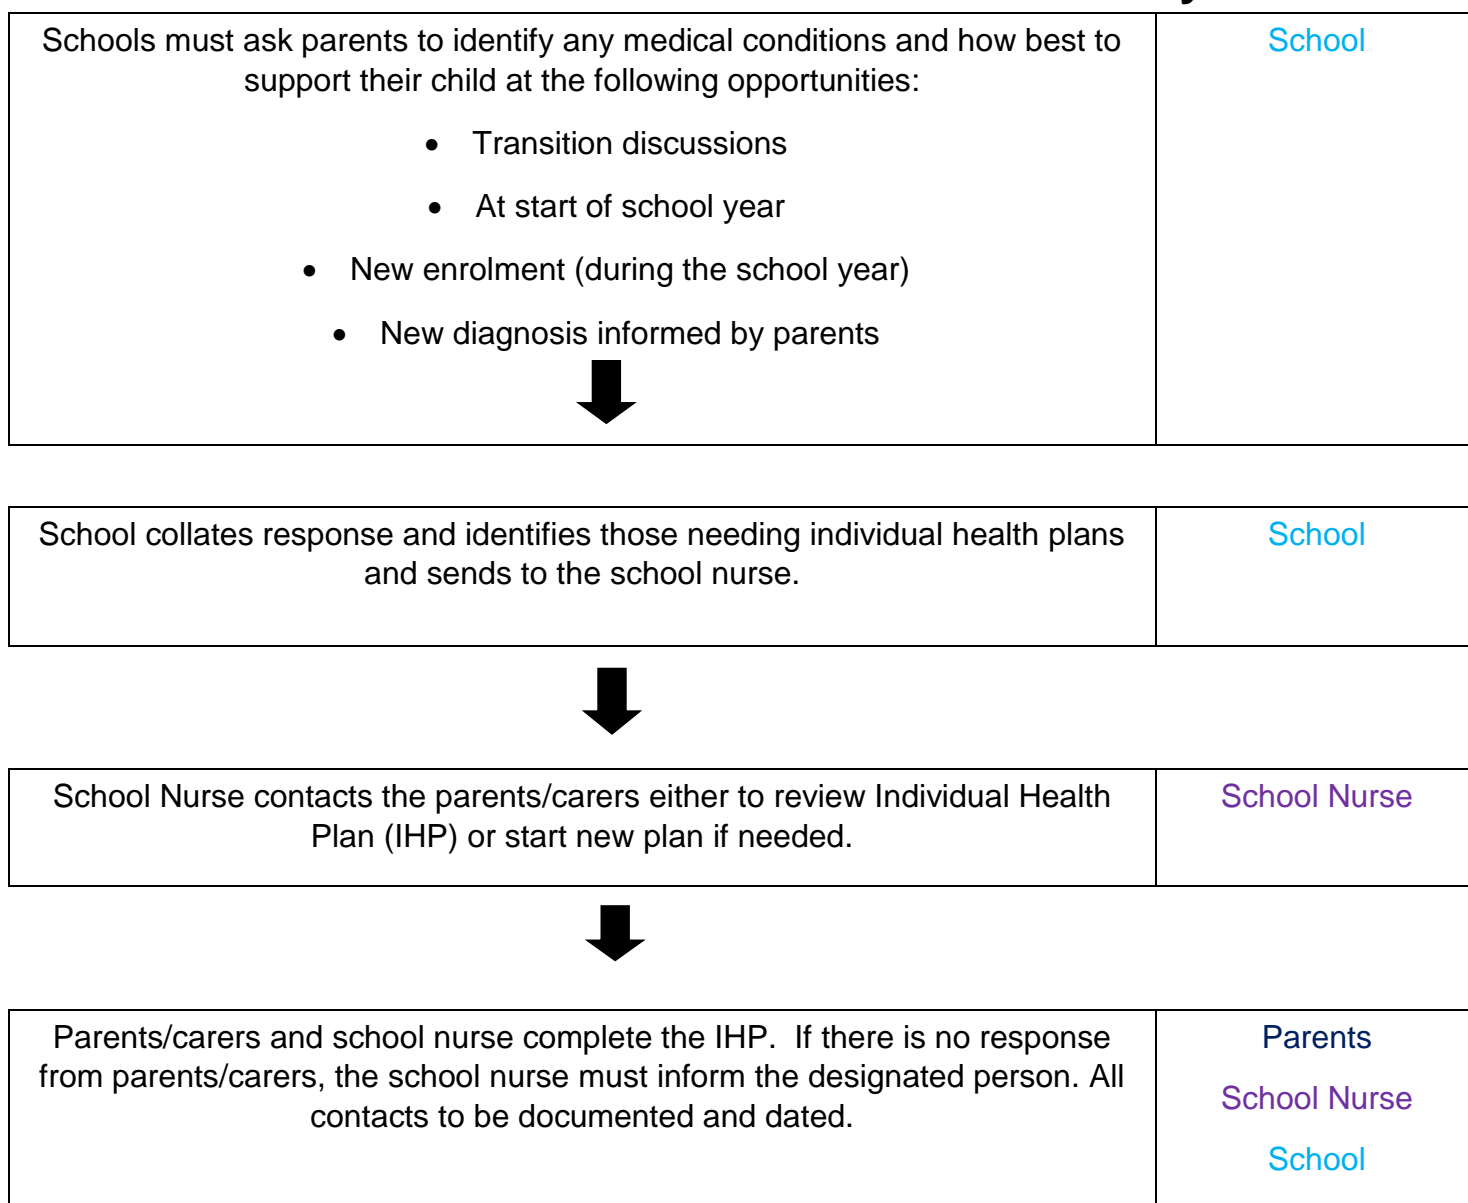 Schools must ask parents to identify any medical conditions and how best to
support their child at the following opportunities:
• Transition discussions
• At start of school year
• New enrolment (during the school year)
• New diagnosis informed by parents
School
School collates response and identifies those needing individual health plans
and sends to the school nurse.
School
School Nurse contacts the parents/carers either to review Individual Health
Plan (IHP) or start new plan if needed.
School Nurse
Parents/carers and school nurse complete the IHP.  If there is no response
from parents/carers, the school nurse must inform the designated person. All
contacts to be documented and dated.
Parents
School Nurse
School